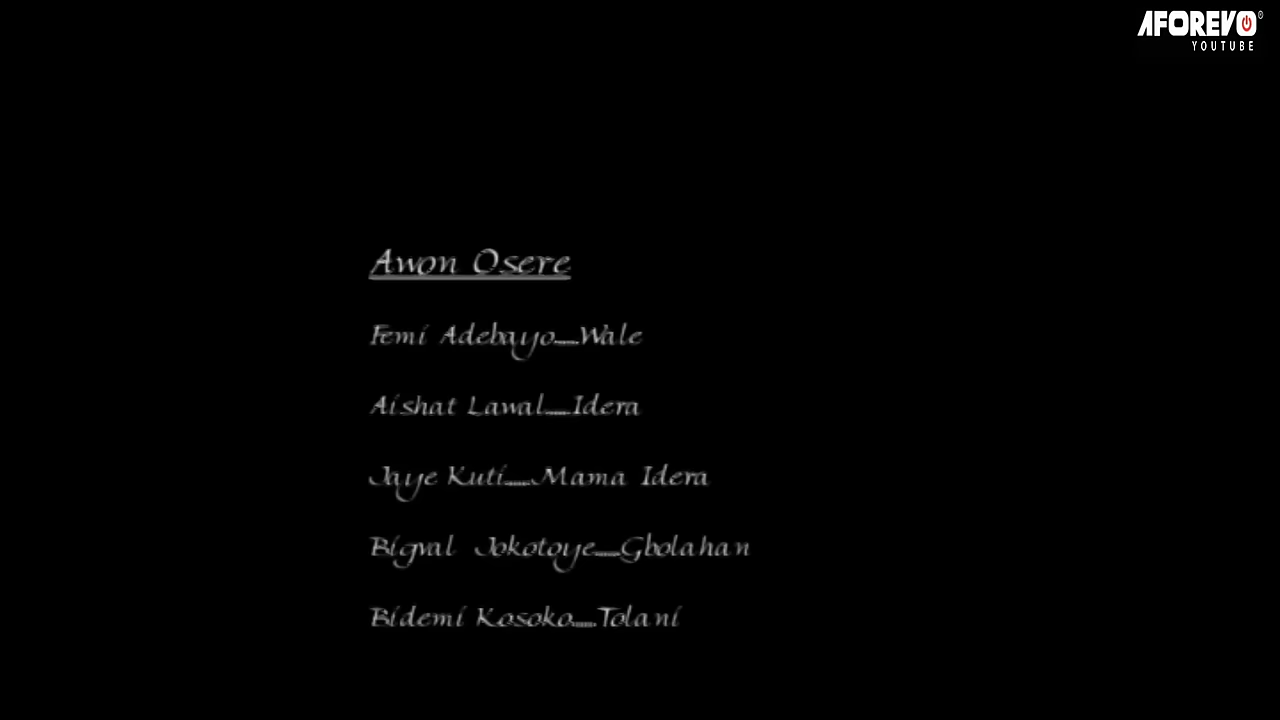 AFOREVO
YOUTUBE
Awon Osere
Femi Adebayo......Wale
Aishat Lawal......Idera
Jaye Kuti......Mama Idera
Bigval Jokotoye......Gbolahan
Bidemi Kosoko......Tolani